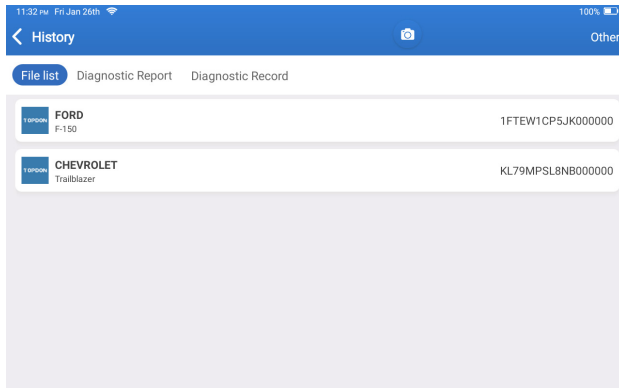 11:32 PM Fri Jan 26th 100%
History Other
File list Diagnostic Report Diagnostic Record
TOPDON FORD 1FTEW1CP5JK000000
F-150
TOPDON CHEVROLET KL79MPSL8NB000000
Trailblazer